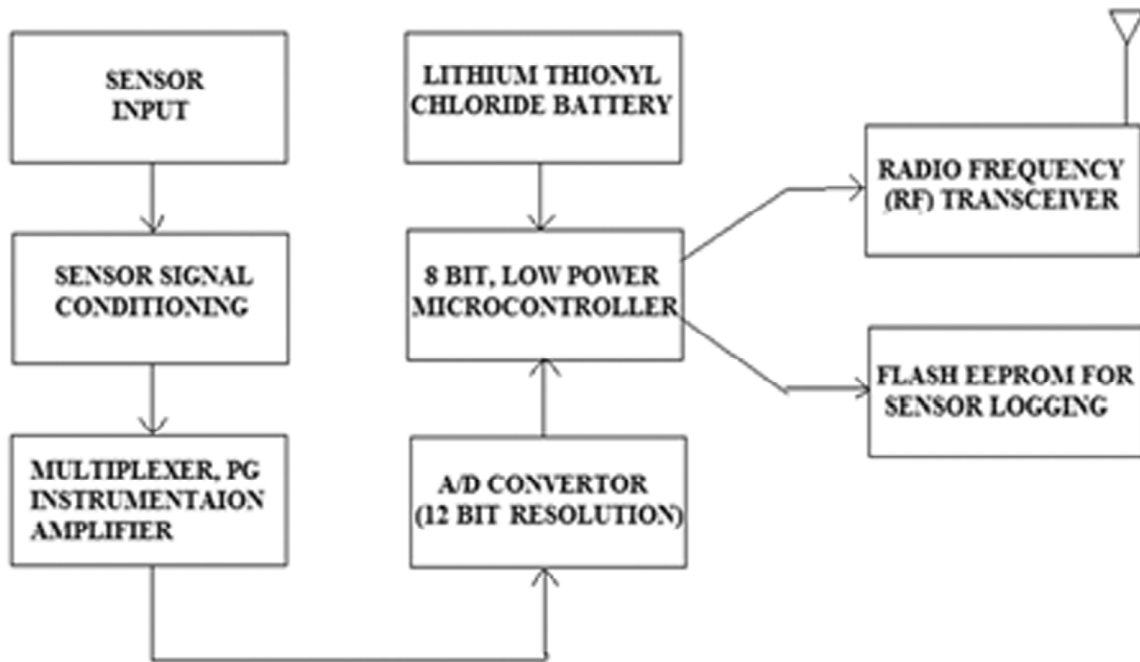 SENSOR
INPUT
SENSOR SIGNAL
CONDITIONING
MULTIPLEXER, PG
INSTRUMENTAION
AMPLIFIER
LITHIUM THIONYL
CHLORIDE BATTERY
8 BIT, LOW POWER
MICROCONTROLLER
A/D CONVERTOR
(12 BIT RESOLUTION)
RADIO FREQUENCY
(RF) TRANSCEIVER
FLASH EEPROM FOR
SENSOR LOGGING